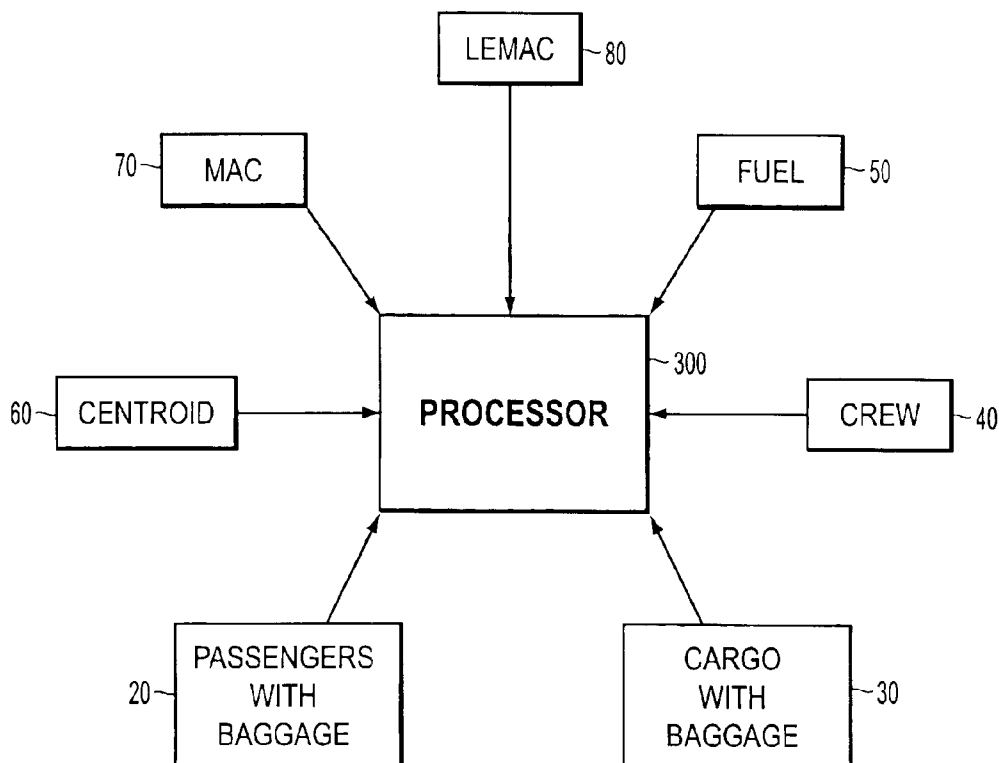 LEMAC
80
70
MAC
FUEL
50
300
60
CENTROID
PROCESSOR
CREW
40
20
PASSENGERS
WITH
BAGGAGE
CARGO
WITH
BAGGAGE
30